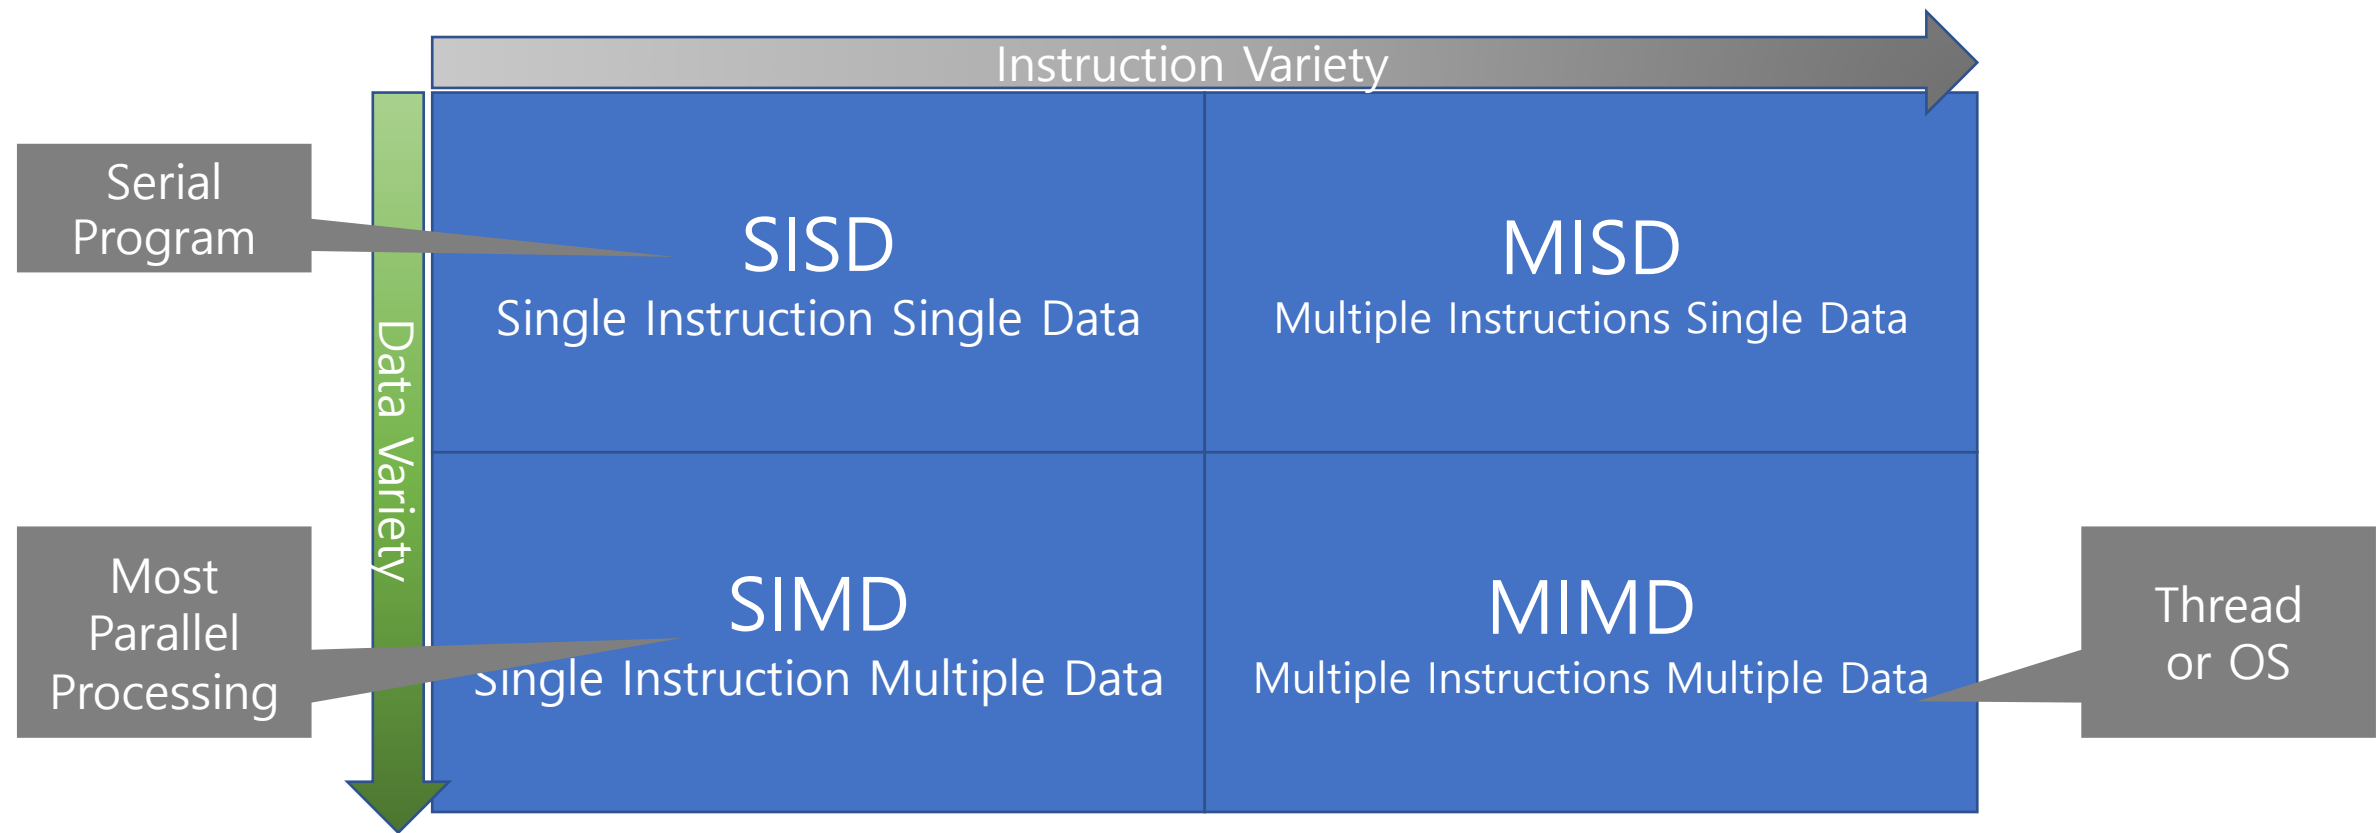 Instruction Variety
Data Variety
Serial
Program
SISD
Single Instruction Single Data
MISD
Multiple Instructions Single Data
Most
Parallel
Processing
SIMD
Single Instruction Multiple Data
MIMD
Multiple Instructions Multiple Data
Thread
or OS